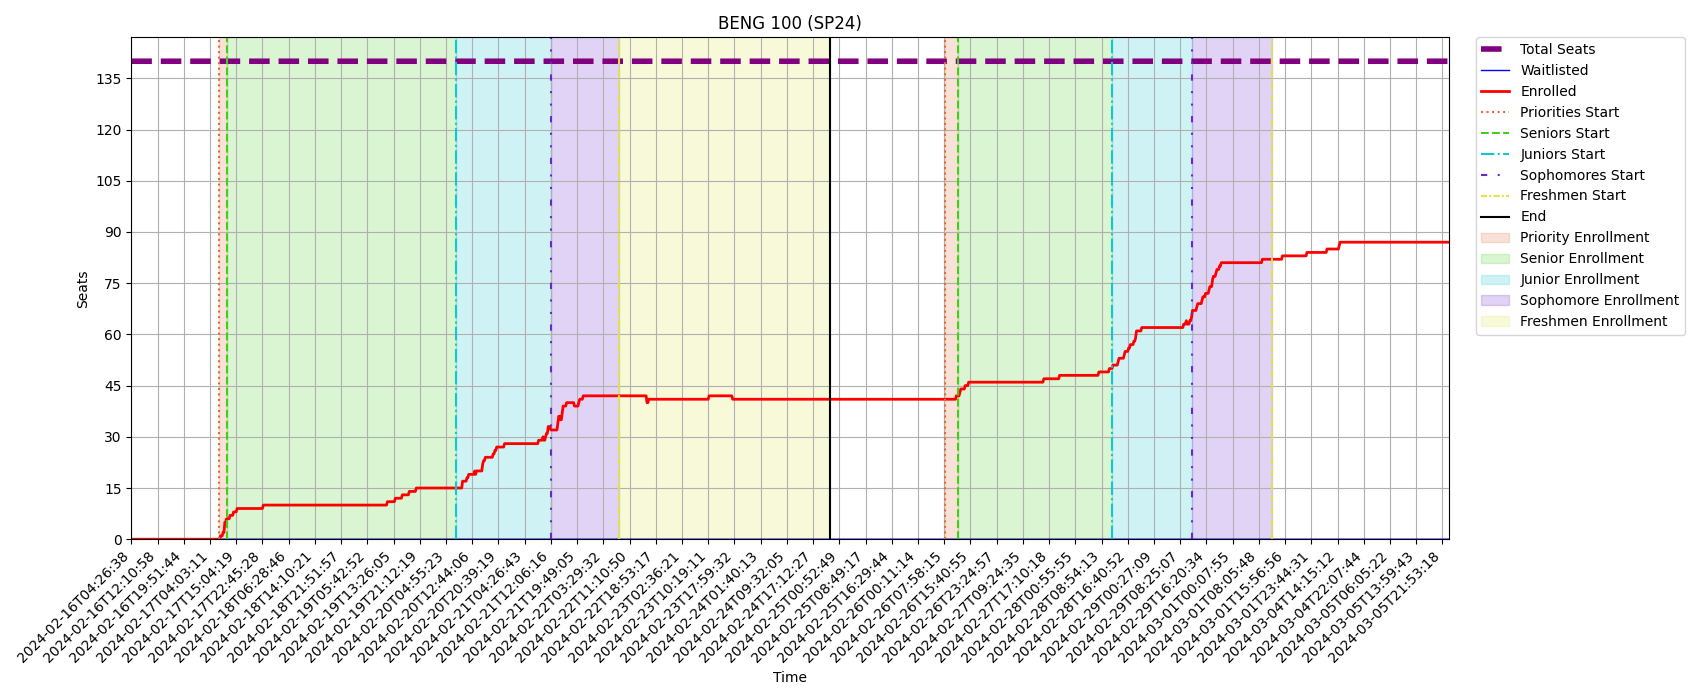 BENG 100 (SP24)
Seats
135
120
105
90
75
60
45
30
15
0
2024-02-16T04:26:38
2024-02-16T12:10:58
2024-02-16T19:51:44
2024-02-17T04:03:11
2024-02-17T15:04:19
2024-02-17T22:45:28
2024-02-18T06:28:46
2024-02-18T14:10:21
2024-02-18T21:51:57
2024-02-19T05:42:52
2024-02-19T13:26:05
2024-02-19T21:12:19
2024-02-20T04:55:23
2024-02-20T12:44:06
2024-02-20T20:39:19
2024-02-21T04:26:43
2024-02-21T12:06:16
2024-02-21T19:49:05
2024-02-22T03:29:32
2024-02-22T11:10:50
2024-02-22T18:53:17
2024-02-23T02:36:21
2024-02-23T10:19:11
2024-02-23T17:59:32
2024-02-24T01:40:13
2024-02-24T09:32:05
2024-02-24T17:12:27
2024-02-25T00:52:49
2024-02-25T08:49:17
2024-02-25T16:29:44
2024-02-26T00:11:14
2024-02-26T07:58:15
2024-02-26T15:40:55
2024-02-26T23:24:57
2024-02-27T09:24:35
2024-02-27T17:10:18
2024-02-28T00:55:55
2024-02-28T08:54:13
2024-02-28T16:40:52
2024-02-29T00:27:09
2024-02-29T08:25:07
2024-02-29T16:20:34
2024-03-01T00:07:55
2024-03-01T08:05:48
2024-03-01T15:56:56
2024-03-01T23:44:31
2024-03-04T14:15:12
2024-03-04T22:07:44
2024-03-05T06:05:22
2024-03-05T13:59:43
2024-03-05T21:53:18
Time
Total Seats
Waitlisted
Enrolled
Priorities Start
Seniors Start
Juniors Start
Sophomores Start
Freshmen Start
End
Priority Enrollment
Senior Enrollment
Junior Enrollment
Sophomore Enrollment
Freshmen Enrollment